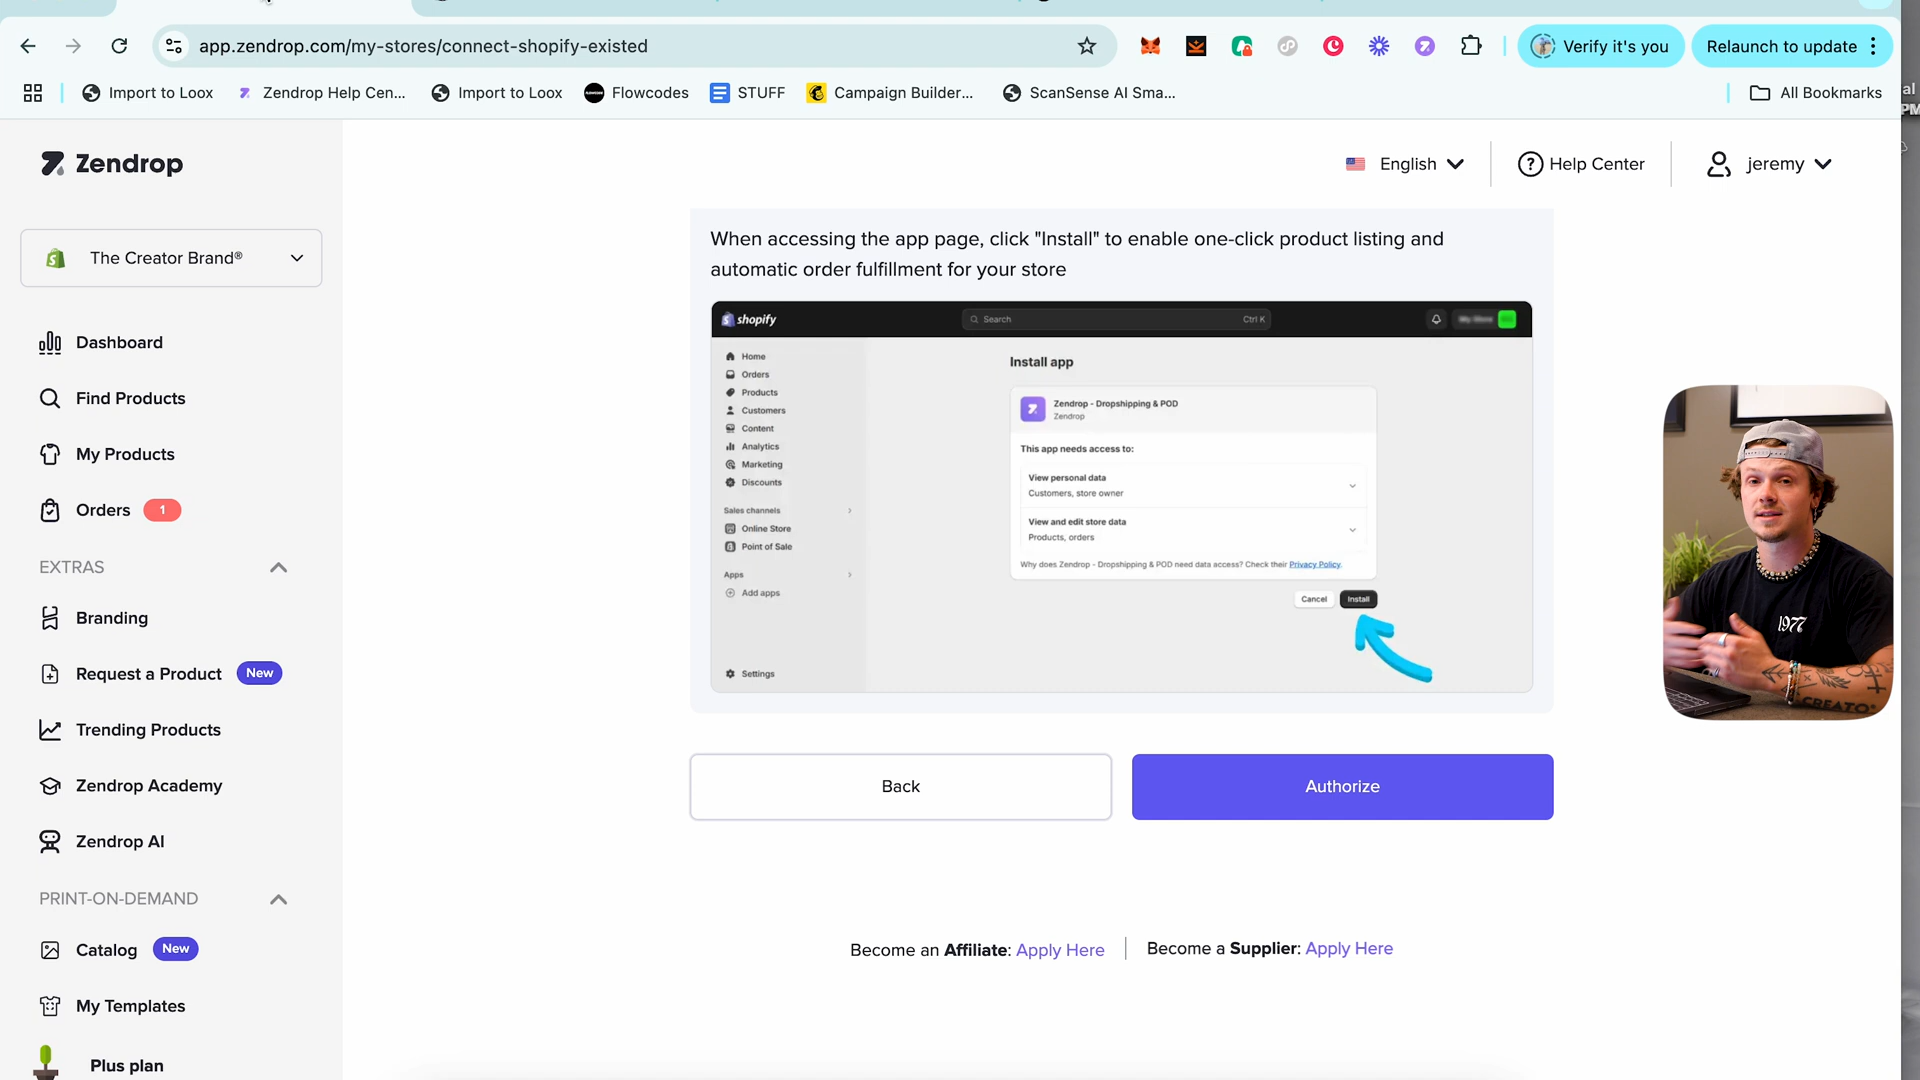 app.zendrop.com/my-stores/connect-shopify-existed
Verify it's you
Relaunch to update
Import to Loox
Zendrop Help Cen...
Import to Loox
Flowcodes
STUFF
Campaign Builder...
ScanSense AI Sma...
All Bookmarks
Zendrop
English
Help Center
jeremy
The Creator Brand®
Dashboard
Find Products
My Products
Orders 1
EXTRAS
Branding
Request a Product New
Trending Products
Zendrop Academy
Zendrop AI
PRINT-ON-DEMAND
Catalog New
My Templates
Plus plan
When accessing the app page, click "Install" to enable one-click product listing and
automatic order fulfillment for your store
shopify
Search
Ctrl K
Home
Orders
Products
Customers
Content
Analytics
Marketing
Discounts
Sales channels
Online Store
Point of Sale
Apps
Add apps
Settings
Install app
Zendrop - Dropshipping & POD
Zendrop
This app needs access to:
View personal data
Customers, store owner
View and edit store data
Products, orders
Why does Zendrop - Dropshipping & POD need data access? Check their Privacy Policy.
Cancel
Install
Back
Authorize
Become an Affiliate: Apply Here
Become a Supplier: Apply Here
1977